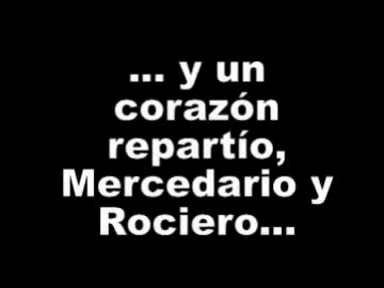 ... y un
corazón
repartío,
Mercedario y
Rociero...